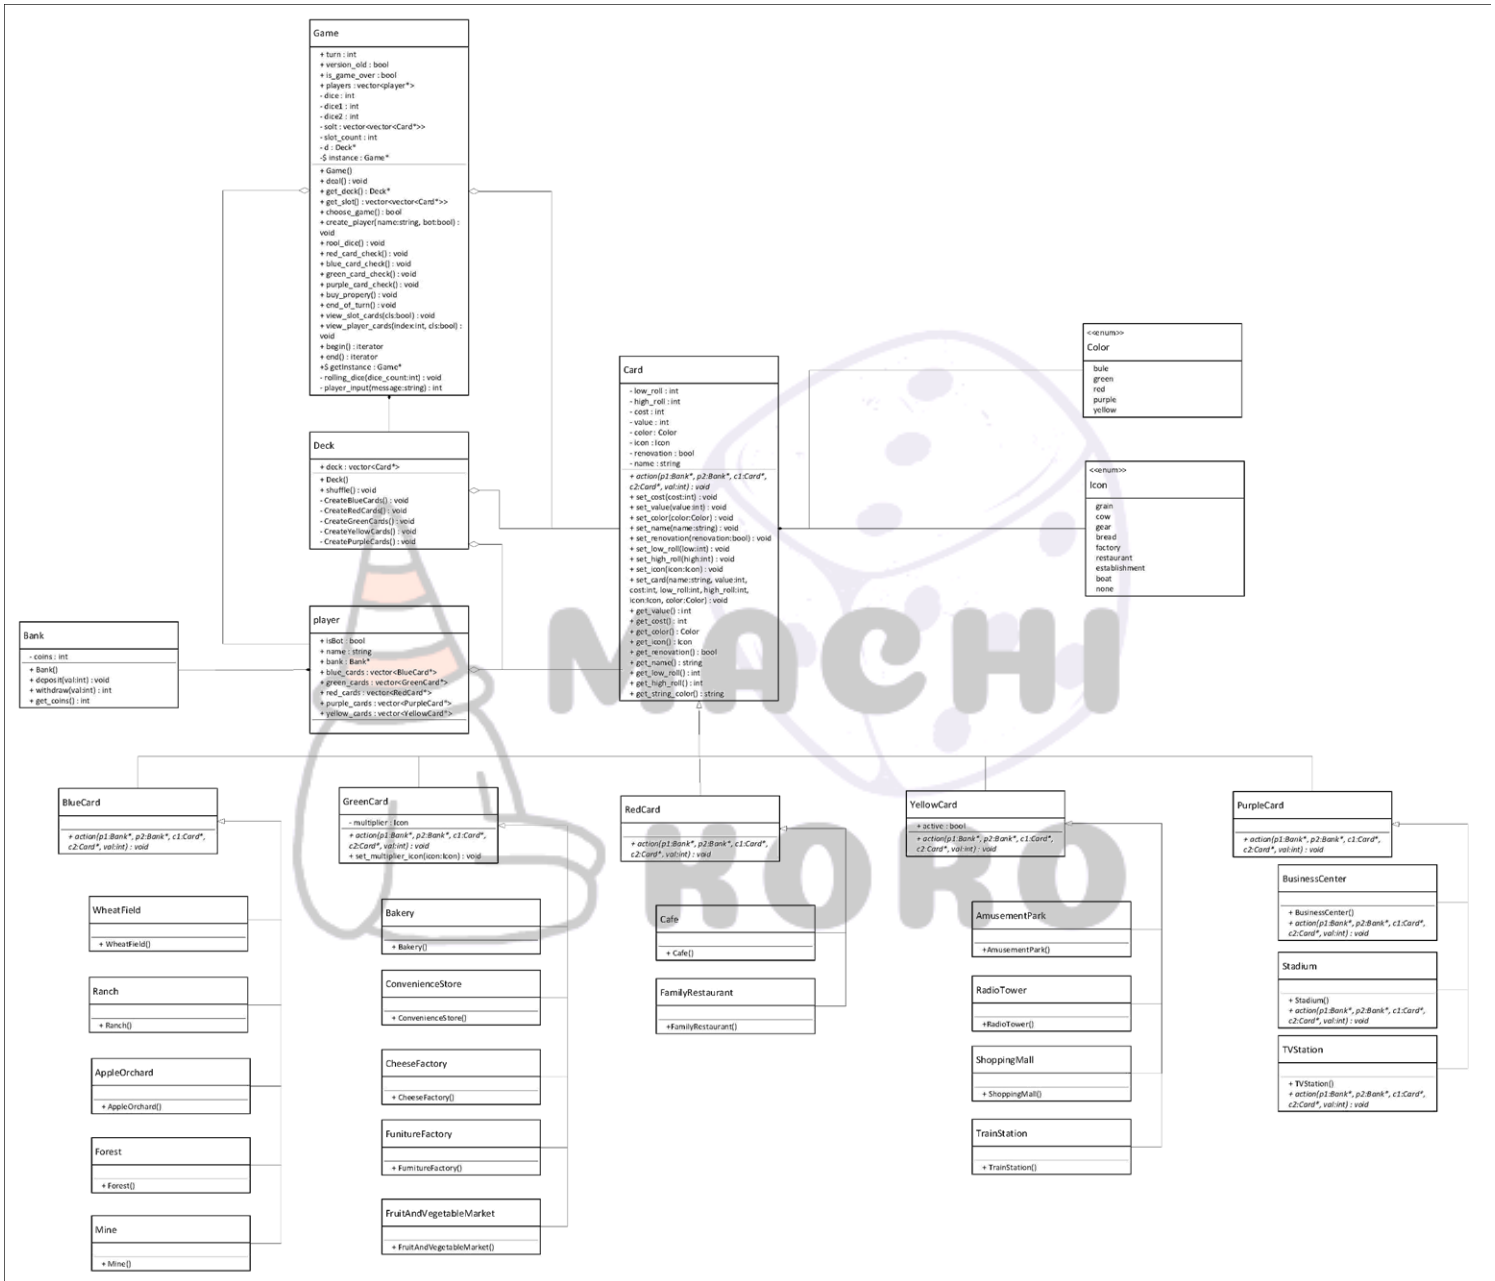 Game
+ turn : int
+ version_old : bool
+ is_game_over : bool
+ players : vector<player*>
- dice : int
- dice1 : int
- dice2 : int
- solt : vector<vector<Card*>>
- slot_count : int
- d : Deck*
-$ instance : Game*
+ Game()
+ deal() : void
+ get_deck() : Deck*
+ get_slot() : vector<vector<Card*>>
+ choose_game() : bool
+ create_player(name:string, bot:bool) :
void
+ rool_dice() : void
+ red_card_check() : void
+ blue_card_check() : void
+ green_card_check() : void
+ purple_card_check() : void
+ buy_propery() : void
+ end_of_turn() : void
+ view_slot_cards(cls:bool) : void
+ view_player_cards(index:int, cls:bool) :
void
+ begin() : iterator
+ end() : iterator
+$ getInstance : Game*
- rolling_dice(dice_count:int) : void
- player_input(message:string) : int
Deck
+ deck : vector<Card*>
+ Deck()
+ shuffle() : void
- CreateBlueCards() : void
- CreateRedCards() : void
- CreateGreenCards() : void
- CreateYellowCards() : void
- CreatePurpleCards() : void
Bank
- coins : int
+ Bank()
+ deposit(val:int) : void
+ withdraw(val:int) : int
+ get_coins() : int
player
+ isBot : bool
+ name : string
+ bank : Bank*
+ blue_cards : vector<BlueCard*>
+ green_cards : vector<GreenCard*>
+ red_cards : vector<RedCard*>
+ purple_cards : vector<PurpleCard*>
+ yellow_cards : vector<YellowCard*>
Card
- low_roll : int
- high_roll : int
- cost : int
- value : int
- color : Color
- icon : Icon
- renovation : bool
- name : string
+ action(p1:Bank*, p2:Bank*, c1:Card*,
c2:Card*, val:int) : void
+ set_cost(cost:int) : void
+ set_value(value:int) : void
+ set_color(color:Color) : void
+ set_name(name:string) : void
+ set_renovation(renovation:bool) : void
+ set_low_roll(low:int) : void
+ set_high_roll(high:int) : void
+ set_icon(icon:Icon) : void
+ set_card(name:string, value:int,
cost:int, low_roll:int, high_roll:int,
icon:Icon, color:Color) : void
+ get_value() : int
+ get_cost() : int
+ get_color() : Color
+ get_icon() : Icon
+ get_renovation() : bool
+ get_name() : string
+ get_low_roll() : int
+ get_high_roll() : int
+ get_string_color() : string
<<enum>>
Color
bule
green
red
purple
yellow
<<enum>>
Icon
grain
cow
gear
bread
factory
restaurant
establishment
boat
none
MACHI
KORO
BlueCard
+ action(p1:Bank*, p2:Bank*, c1:Card*,
c2:Card*, val:int) : void
GreenCard
- multiplier : Icon
+ action(p1:Bank*, p2:Bank*, c1:Card*,
c2:Card*, val:int) : void
+ set_multiplier_icon(icon:Icon) : void
RedCard
+ action(p1:Bank*, p2:Bank*, c1:Card*,
c2:Card*, val:int) : void
YellowCard
+ active : bool
+ action(p1:Bank*, p2:Bank*, c1:Card*,
c2:Card*, val:int) : void
PurpleCard
+ action(p1:Bank*, p2:Bank*, c1:Card*,
c2:Card*, val:int) : void
WheatField
+ WheatField()
Ranch
+ Ranch()
AppleOrchard
+ AppleOrchard()
Forest
+ Forest()
Mine
+ Mine()
Bakery
+ Bakery()
ConvenienceStore
+ ConvenienceStore()
CheeseFactory
+ CheeseFactory()
FunitureFactory
+ FurnitureFactory()
FruitAndVegetableMarket
+ FruitAndVegetableMarket()
Cafe
+ Cafe()
FamilyRestaurant
+FamilyRestaurant()
AmusementPark
+AmusementPark()
RadioTower
+RadioTower()
ShoppingMall
+ ShoppingMall()
TrainStation
+ TrainStation()
BusinessCenter
+ BusinessCenter()
+ action(p1:Bank*, p2:Bank*, c1:Card*,
c2:Card*, val:int) : void
Stadium
+ Stadium()
+ action(p1:Bank*, p2:Bank*, c1:Card*,
c2:Card*, val:int) : void
TVStation
+ TVStation()
+ action(p1:Bank*, p2:Bank*, c1:Card*,
c2:Card*, val:int) : void